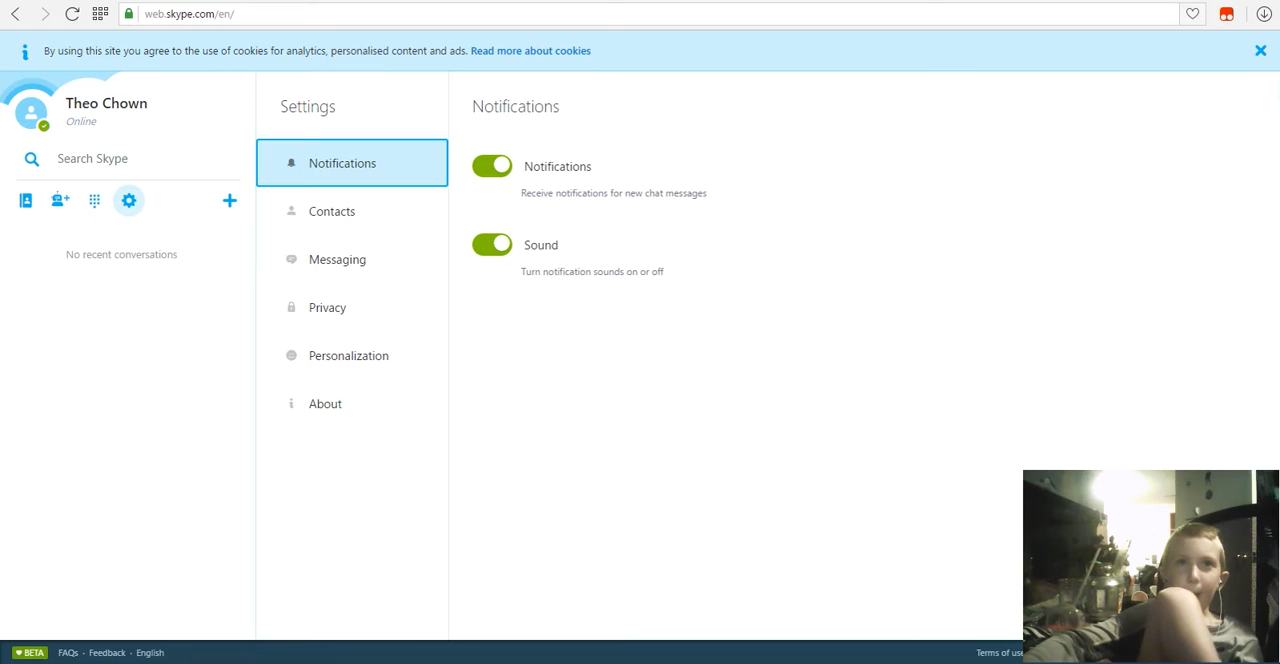 web.skype.com/en/
By using this site you agree to the use of cookies for analytics, personalised content and ads. Read more about cookies
Theo Chown
Online
Search Skype
No recent conversations
Settings
Notifications
Contacts
Messaging
Privacy
Personalization
About
Notifications
Notifications
Receive notifications for new chat messages
Sound
Turn notification sounds on or off
BETA FAQs · Feedback · English
Terms of use